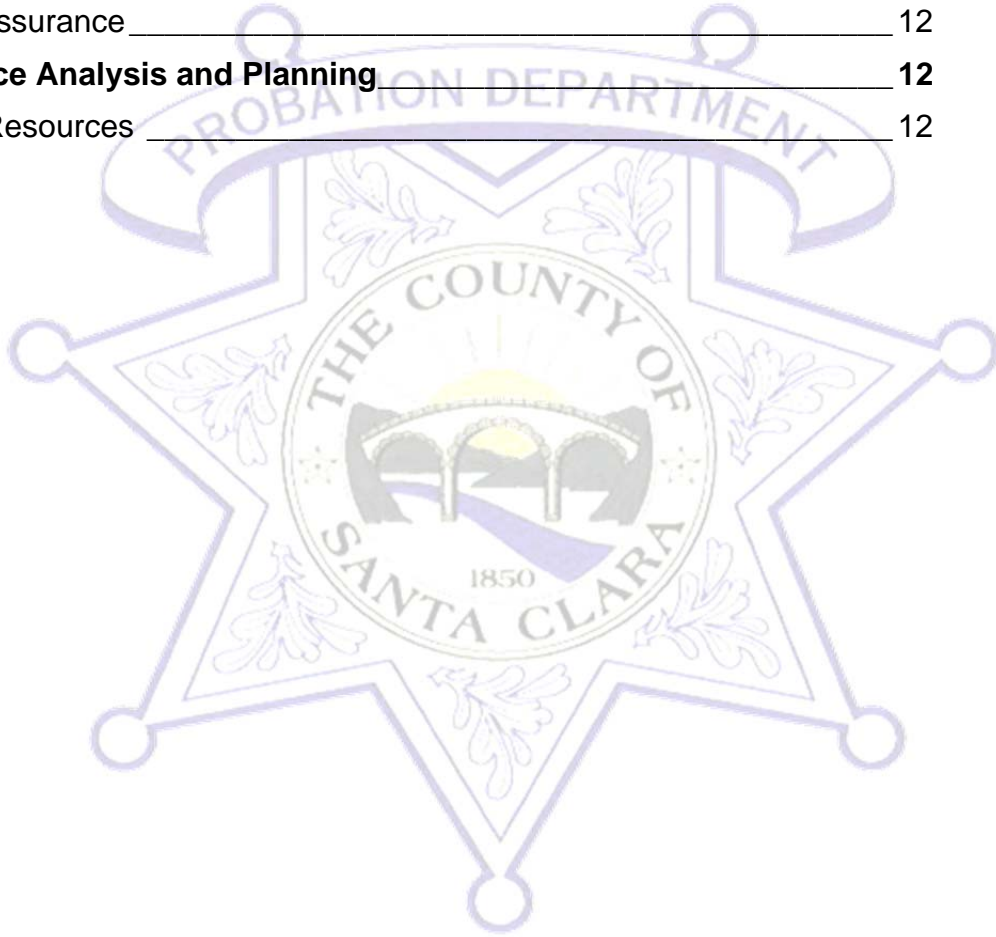 ssurance 12
ce Analysis and Planning 12
Resources 12
PROBATION DEPARTMENT
THE COUNTY OF
SANTA CLARA
1850